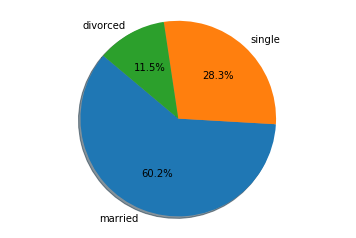 divorced
single
11.5%
28.3%
60.2%
married